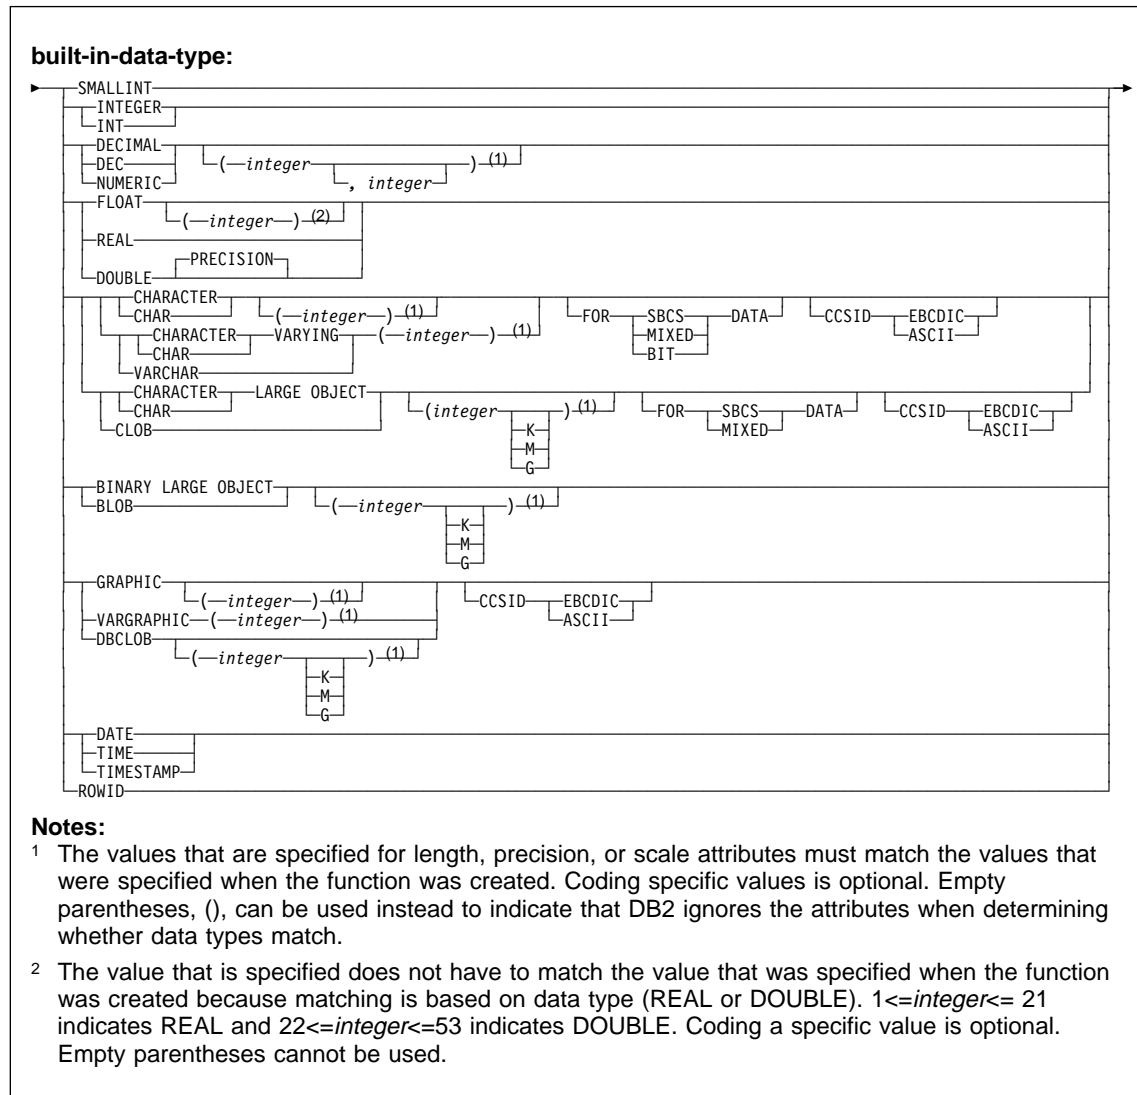 built-in-data-type:
SMALLINT
INTEGER
INT
DECIMAL
DEC ( integer ) (1)
NUMERIC , integer
FLOAT
( integer ) (2)
REAL
PRECISION
DOUBLE
CHARACTER
CHAR ( integer ) (1) FOR SBCS DATA CCSID EBCDIC
CHARACTER VARYING ( integer ) (1) MIXED ASCII
CHAR BIT
VARCHAR
CHARACTER LARGE OBJECT
CHAR (integer ) (1) FOR SBCS DATA CCSID EBCDIC
CLOB K MIXED ASCII
M
G
BINARY LARGE OBJECT
BLOB ( integer ) (1)
K
M
G
GRAPHIC
( integer ) (1) CCSID EBCDIC
VARGRAPHIC ( integer ) (1) ASCII
DBCLOB
( integer ) (1)
K
M
G
DATE
TIME
TIMESTAMP
ROWID
Notes:
1 The values that are specified for length, precision, or scale attributes must match the values that
were specified when the function was created. Coding specific values is optional. Empty
parentheses, (), can be used instead to indicate that DB2 ignores the attributes when determining
whether data types match.
2 The value that is specified does not have to match the value that was specified when the function
was created because matching is based on data type (REAL or DOUBLE). 1<=integer<= 21
indicates REAL and 22<=integer<=53 indicates DOUBLE. Coding a specific value is optional.
Empty parentheses cannot be used.